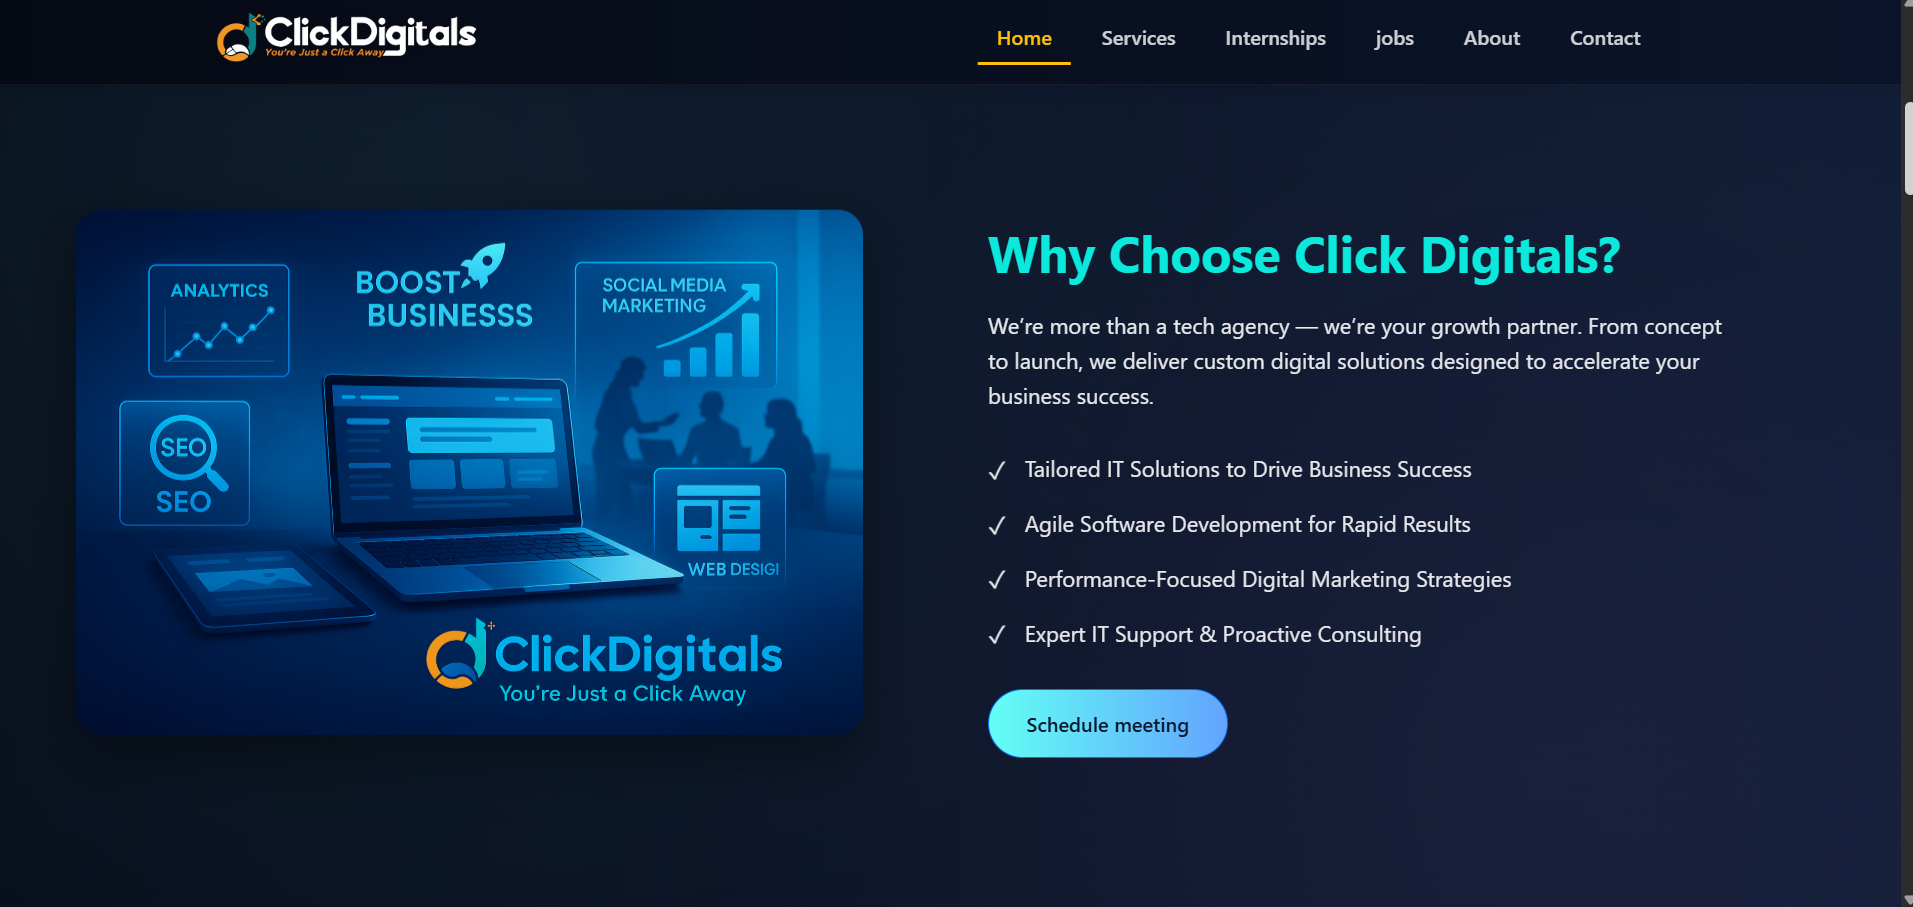 ClickDigitals
You're Just a Click Away
Home
Services
Internships
jobs
About
Contact
ANALYTICS
BOOST
BUSINESSS
SOCIAL MEDIA
MARKETING
SEO
SEO
WEB DESIGI
ClickDigitals
You're Just a Click Away
Why Choose Click Digitals?
We’re more than a tech agency — we’re your growth partner. From concept
to launch, we deliver custom digital solutions designed to accelerate your
business success.
✓ Tailored IT Solutions to Drive Business Success
✓ Agile Software Development for Rapid Results
✓ Performance-Focused Digital Marketing Strategies
✓ Expert IT Support & Proactive Consulting
Schedule meeting